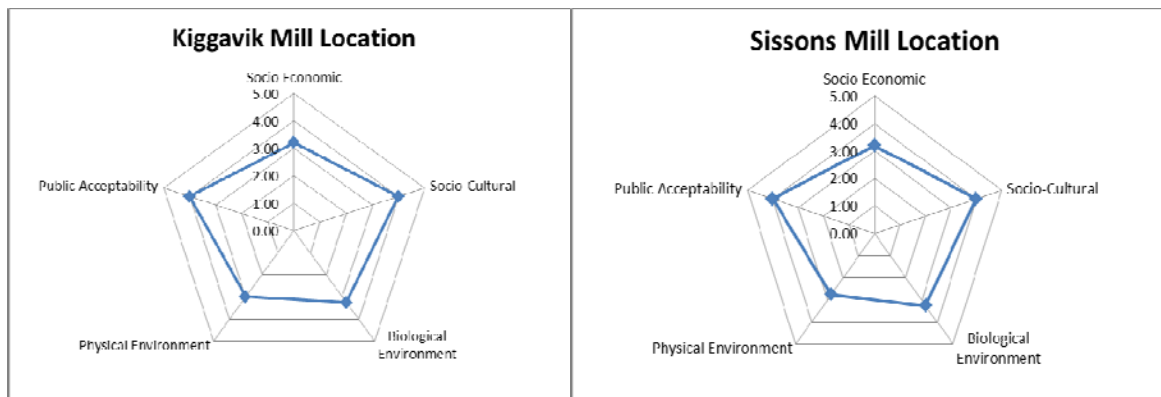 Kiggavik Mill Location
Socio Economic
5.00
4.00
3.00
2.00
1.00
0.00
Public Acceptability
Socio-Cultural
Physical Environment
Biological
Environment
Sissons Mill Location
Socio Economic
5.00
4.00
3.00
2.00
1.00
0.00
Public Acceptability
Socio-Cultural
Physical Environment
Biological
Environment